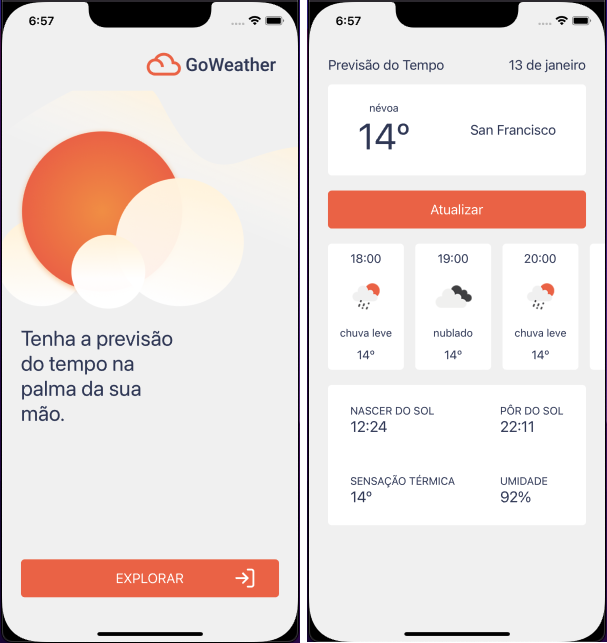 6:57
GoWeather
Tenha a previsão
do tempo na
palma da sua
mão.
EXPLORAR
6:57
Previsão do Tempo 13 de janeiro
névoa
14º
San Francisco
Atualizar
18:00 19:00 20:00
chuva leve nublado chuva leve
14º 14º 14º
NASCER DO SOL PÔR DO SOL
12:24 22:11
SENSAÇÃO TÉRMICA UMIDADE
14º 92%